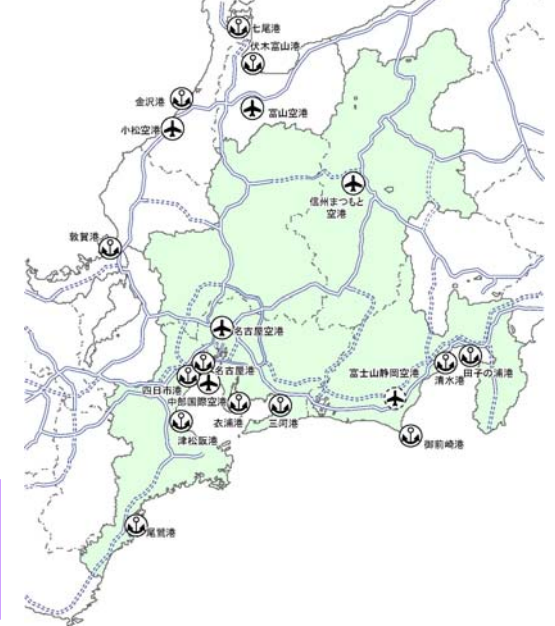 七尾港
伏木富山港
金沢港
富山空港
小松空港
信州まつもと
空港
敦賀港
名古屋空港
名古屋港
富士山静岡空港
田子の浦港
清水港
四日市港
中部国際空港
衣浦港
三河港
津松阪港
御前崎港
尾鷲港